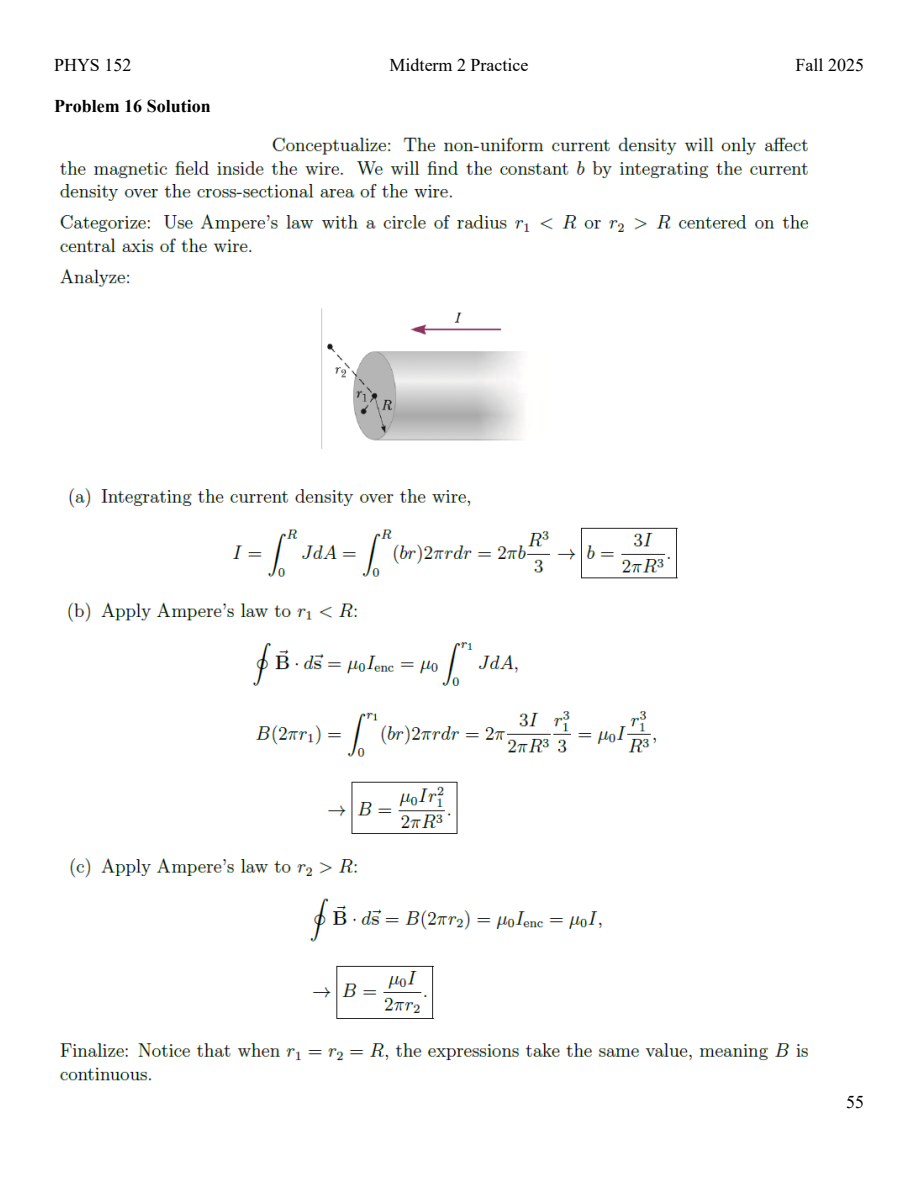 PHYS 152 Midterm 2 Practice Fall 2025
Problem 16 Solution
Conceptualize: The non-uniform current density will only affect
the magnetic field inside the wire. We will find the constant b by integrating the current
density over the cross-sectional area of the wire.
Categorize: Use Ampere's law with a circle of radius r₁ < R or r₂ > R centered on the
central axis of the wire.
Analyze:
I
r₂
r₁
R
(a) Integrating the current density over the wire,
I = ∫₀ᴿ JdA = ∫₀ᴿ (br)2πrdr = 2πb R³/3 → b = 3I/2πR³.
(b) Apply Ampere's law to r₁ < R:
∮ B⃗ · ds⃗ = μ₀I_enc = μ₀ ∫₀^r₁ JdA,
B(2πr₁) = ∫₀^r₁ (br)2πrdr = 2π 3I/2πR³ r₁³/3 = μ₀I r₁³/R³,
→ B = μ₀Ir₁²/2πR³.
(c) Apply Ampere's law to r₂ > R:
∮ B⃗ · ds⃗ = B(2πr₂) = μ₀I_enc = μ₀I,
→ B = μ₀I/2πr₂.
Finalize: Notice that when r₁ = r₂ = R, the expressions take the same value, meaning B is
continuous.
55